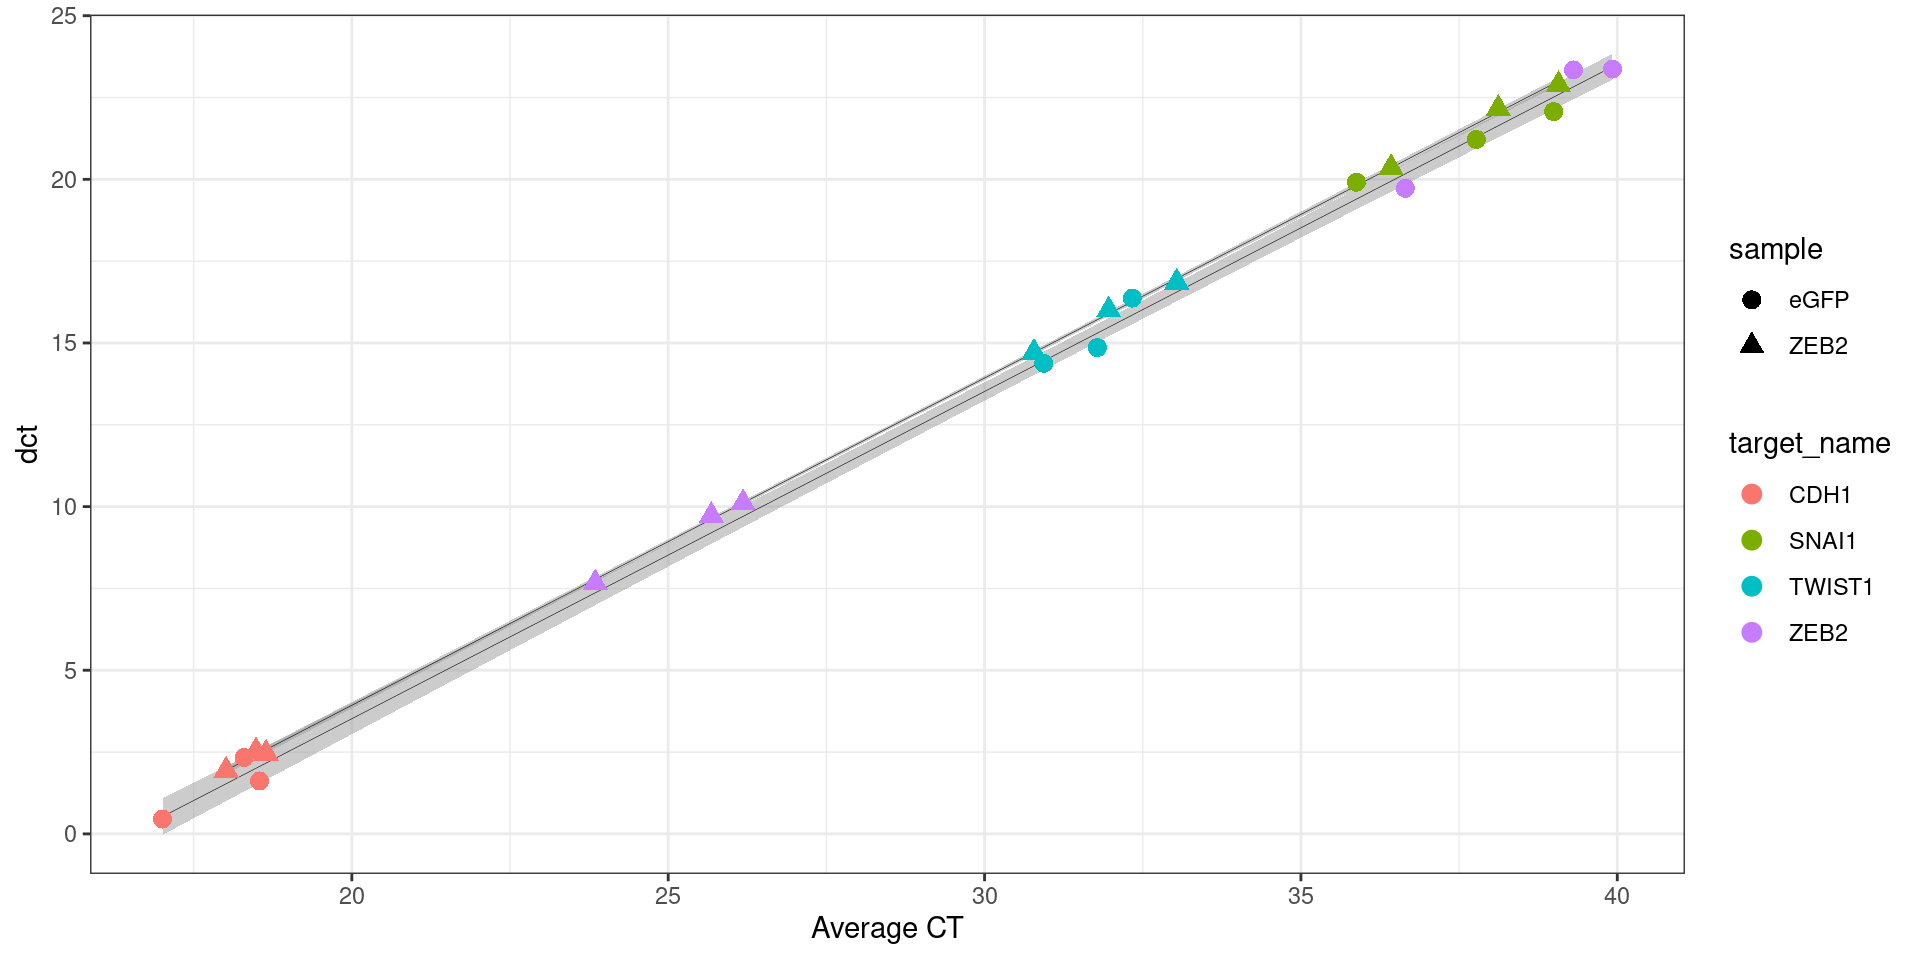 25
20
15
10
5
0
dct
20
25
30
35
40
Average CT
sample
eGFP
ZEB2
target_name
CDH1
SNAI1
TWIST1
ZEB2